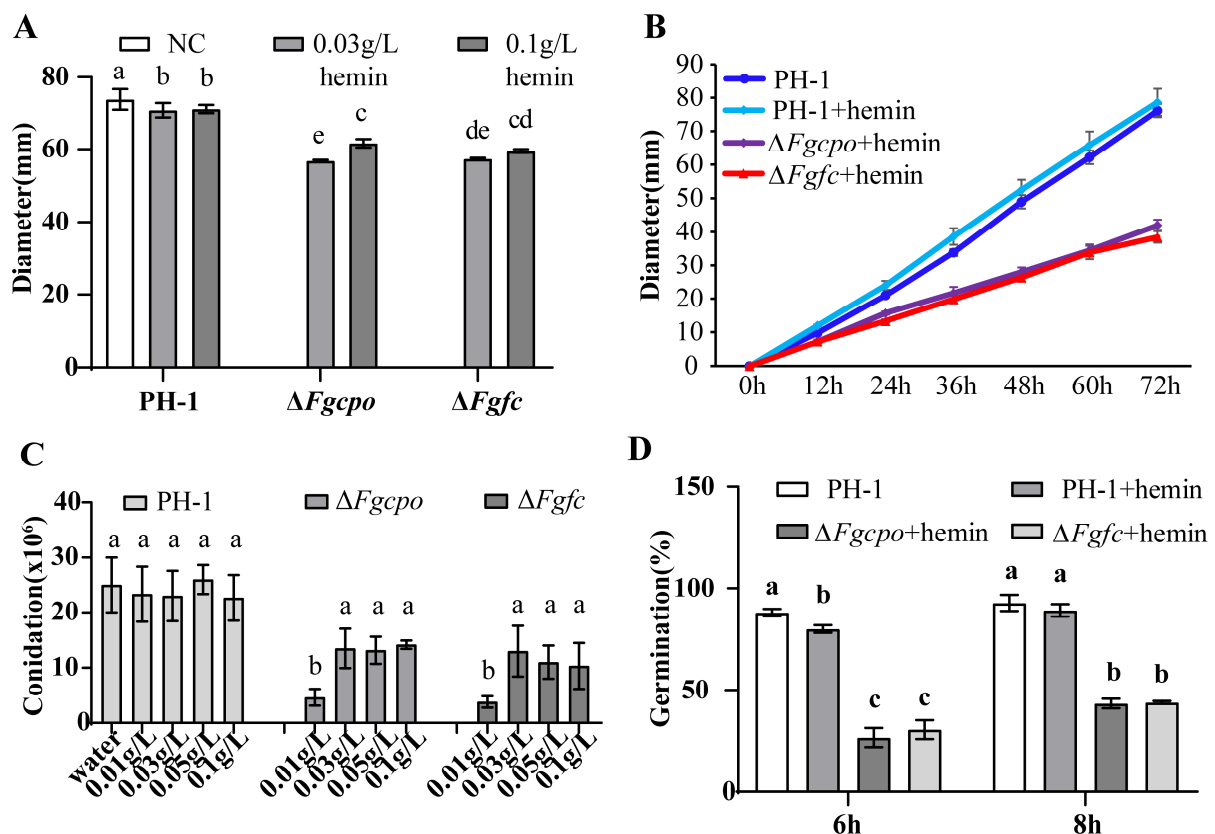 A
NC
0.03g/L
hemin
0.1g/L
hemin
a
b
b
e
c
de
cd
Diameter(mm)
80
60
40
20
0
PH-1
ΔFgcpo
ΔFgfc
B
PH-1
PH-1+hemin
ΔFgcpo+hemin
ΔFgfc+hemin
Diameter(mm)
90
80
70
60
50
40
30
20
10
0
0h
12h
24h
36h
48h
60h
72h
C
PH-1
ΔFgcpo
ΔFgfc
Conidation(x10⁶)
40
30
20
10
0
a
a
a
a
a
b
a
a
a
b
a
a
a
water
0.01g/L
0.03g/L
0.05g/L
0.1g/L
0.01g/L
0.03g/L
0.05g/L
0.1g/L
0.01g/L
0.03g/L
0.05g/L
0.1g/L
D
PH-1
PH-1+hemin
ΔFgcpo+hemin
ΔFgfc+hemin
Germination(%)
150
100
50
0
a
b
c
c
a
a
b
b
6h
8h